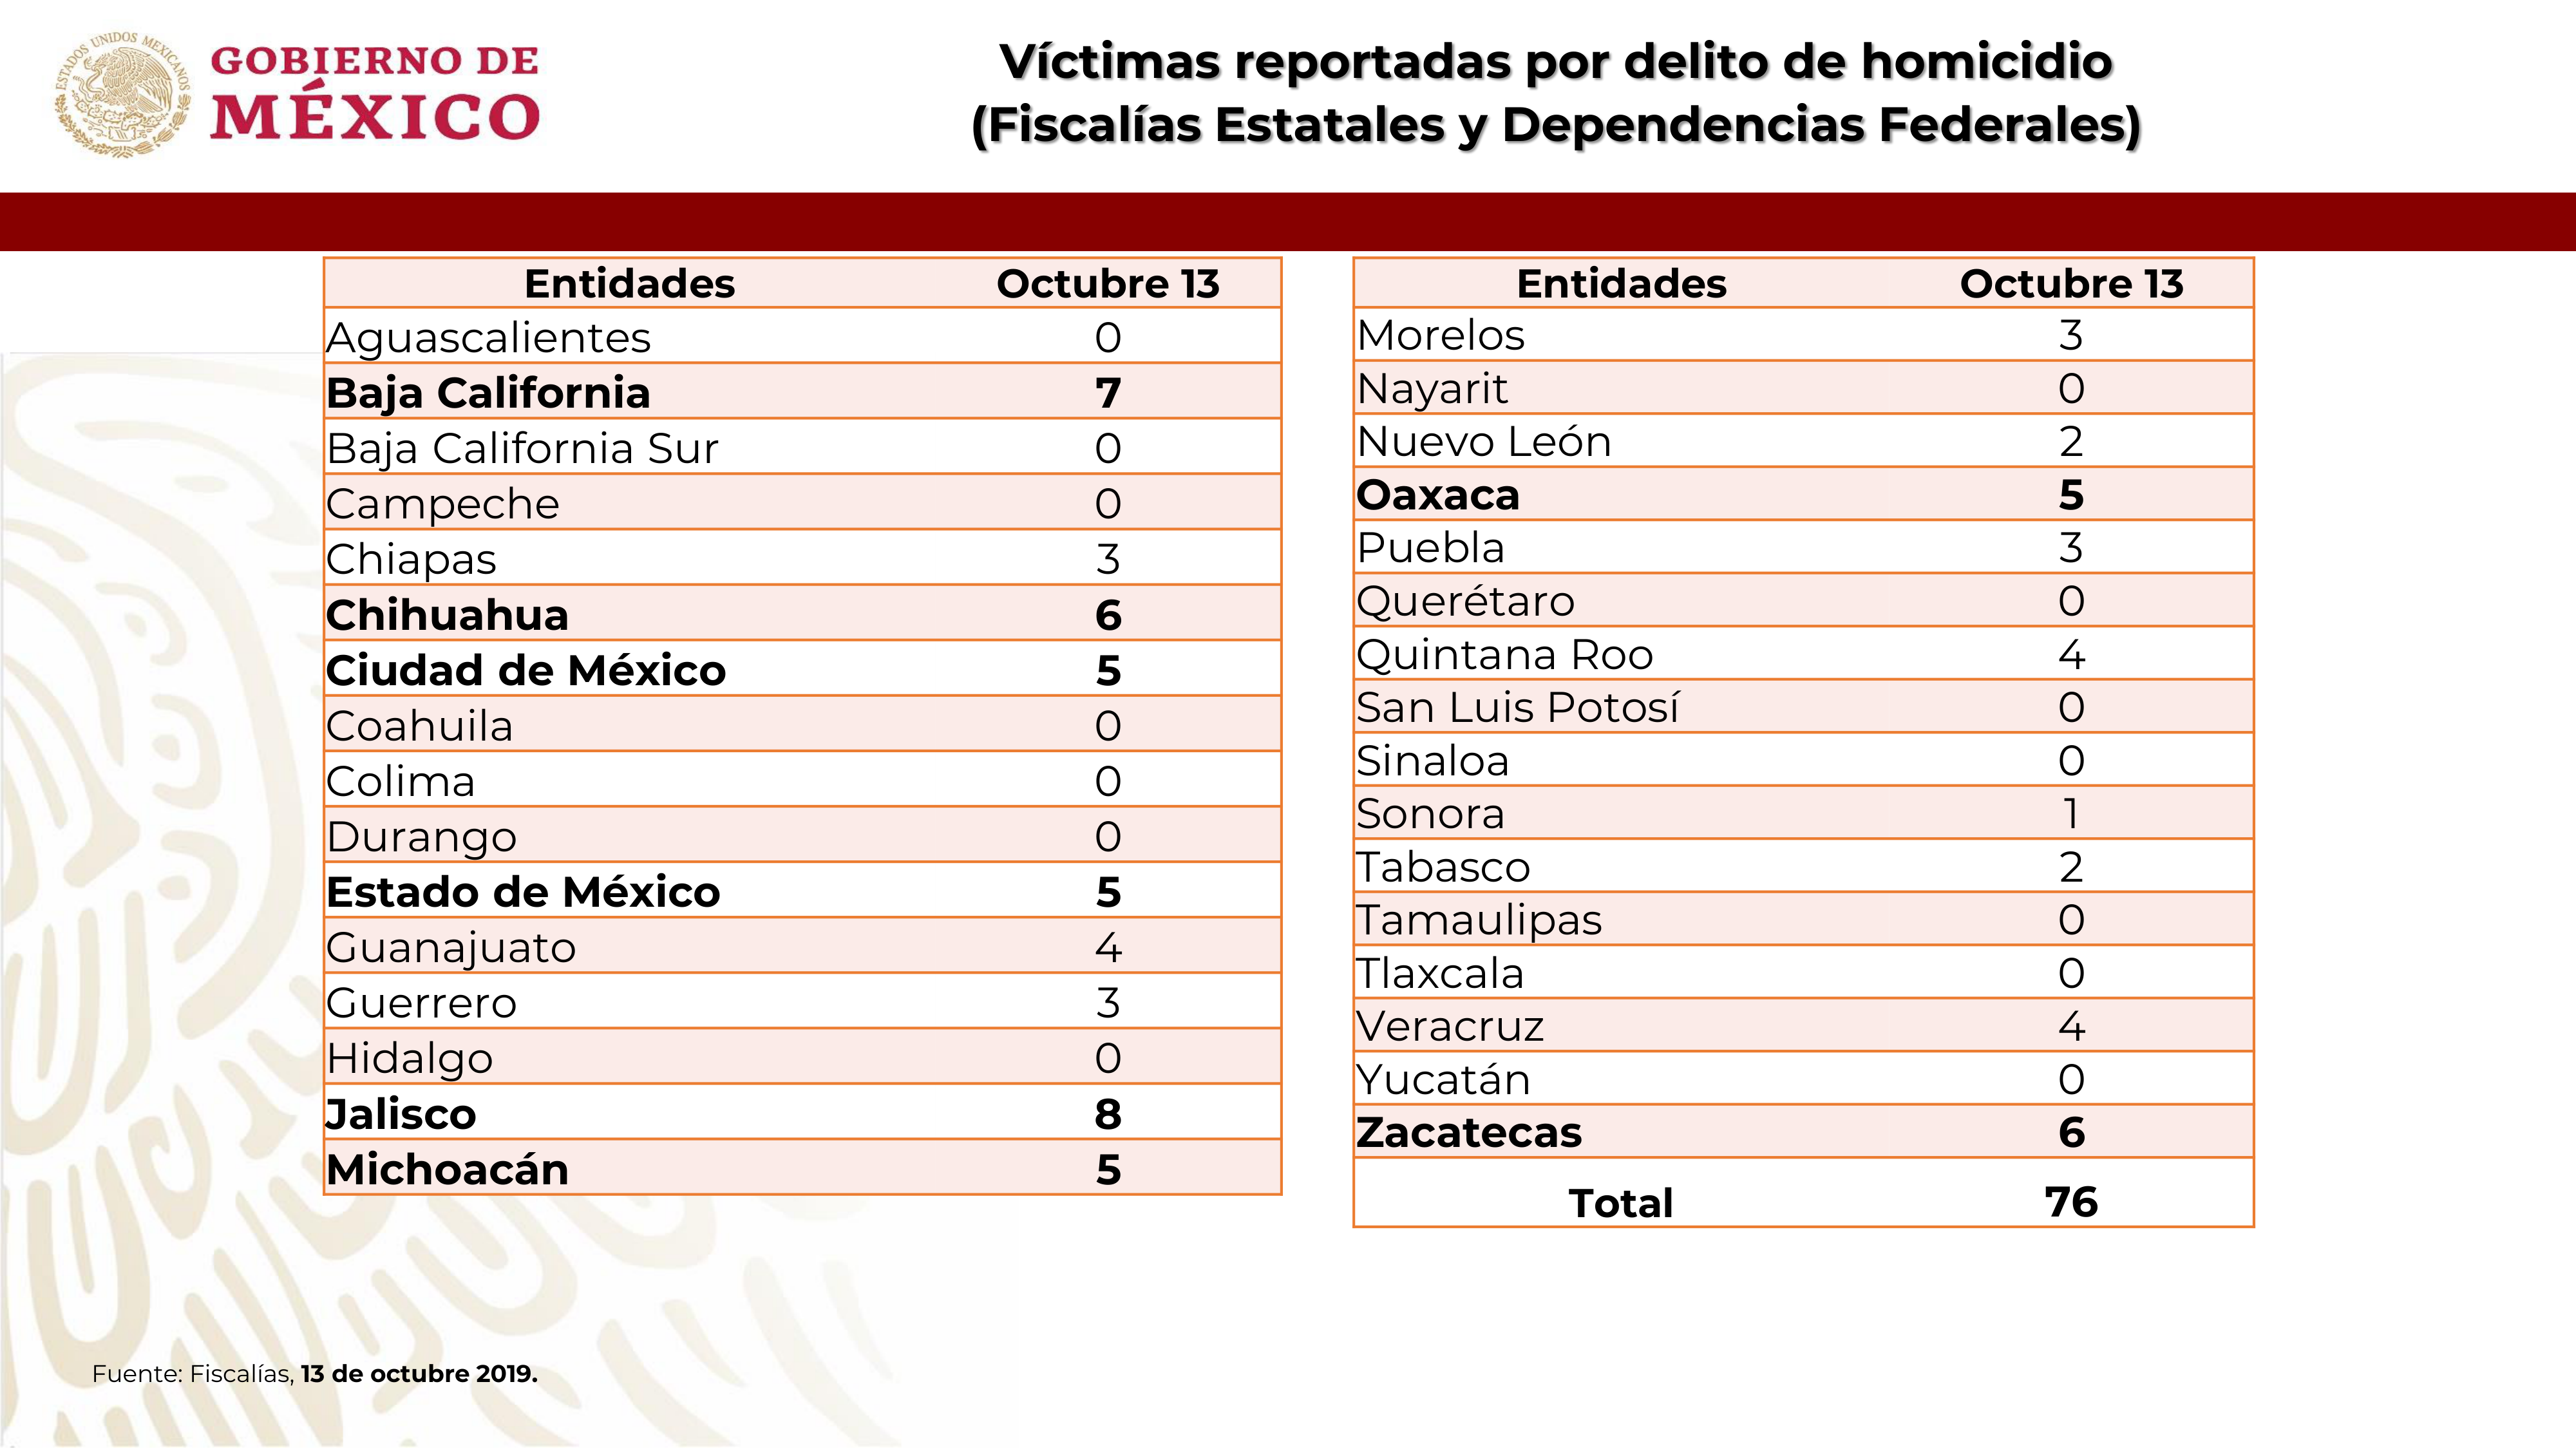 ESTADOS UNIDOS MEXICANOS
GOBIERNO DE
MÉXICO
Víctimas reportadas por delito de homicidio
(Fiscalías Estatales y Dependencias Federales)
Entidades Octubre 13
Aguascalientes 0
Baja California 7
Baja California Sur 0
Campeche 0
Chiapas 3
Chihuahua 6
Ciudad de México 5
Coahuila 0
Colima 0
Durango 0
Estado de México 5
Guanajuato 4
Guerrero 3
Hidalgo 0
Jalisco 8
Michoacán 5
Entidades Octubre 13
Morelos 3
Nayarit 0
Nuevo León 2
Oaxaca 5
Puebla 3
Querétaro 0
Quintana Roo 4
San Luis Potosí 0
Sinaloa 0
Sonora 1
Tabasco 2
Tamaulipas 0
Tlaxcala 0
Veracruz 4
Yucatán 0
Zacatecas 6
Total 76
Fuente: Fiscalías, 13 de octubre 2019.